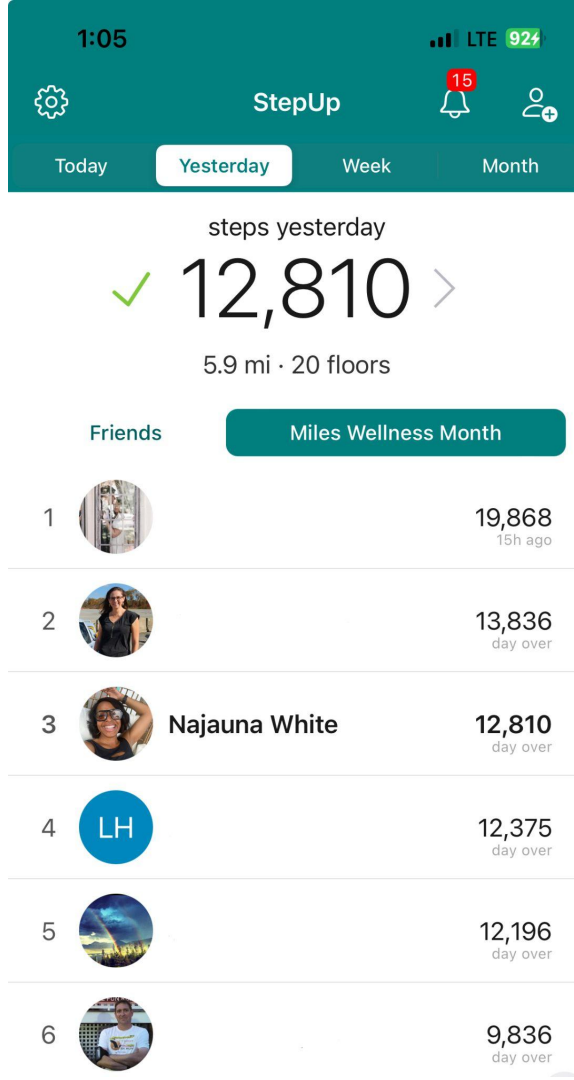 1:05 LTE 92
StepUp 15
Today Yesterday Week Month
steps yesterday
12,810
5.9 mi · 20 floors
Friends Miles Wellness Month
1 19,868
15h ago
2 13,836
day over
3 Najauna White 12,810
day over
4 LH 12,375
day over
5 12,196
day over
6 9,836
day over